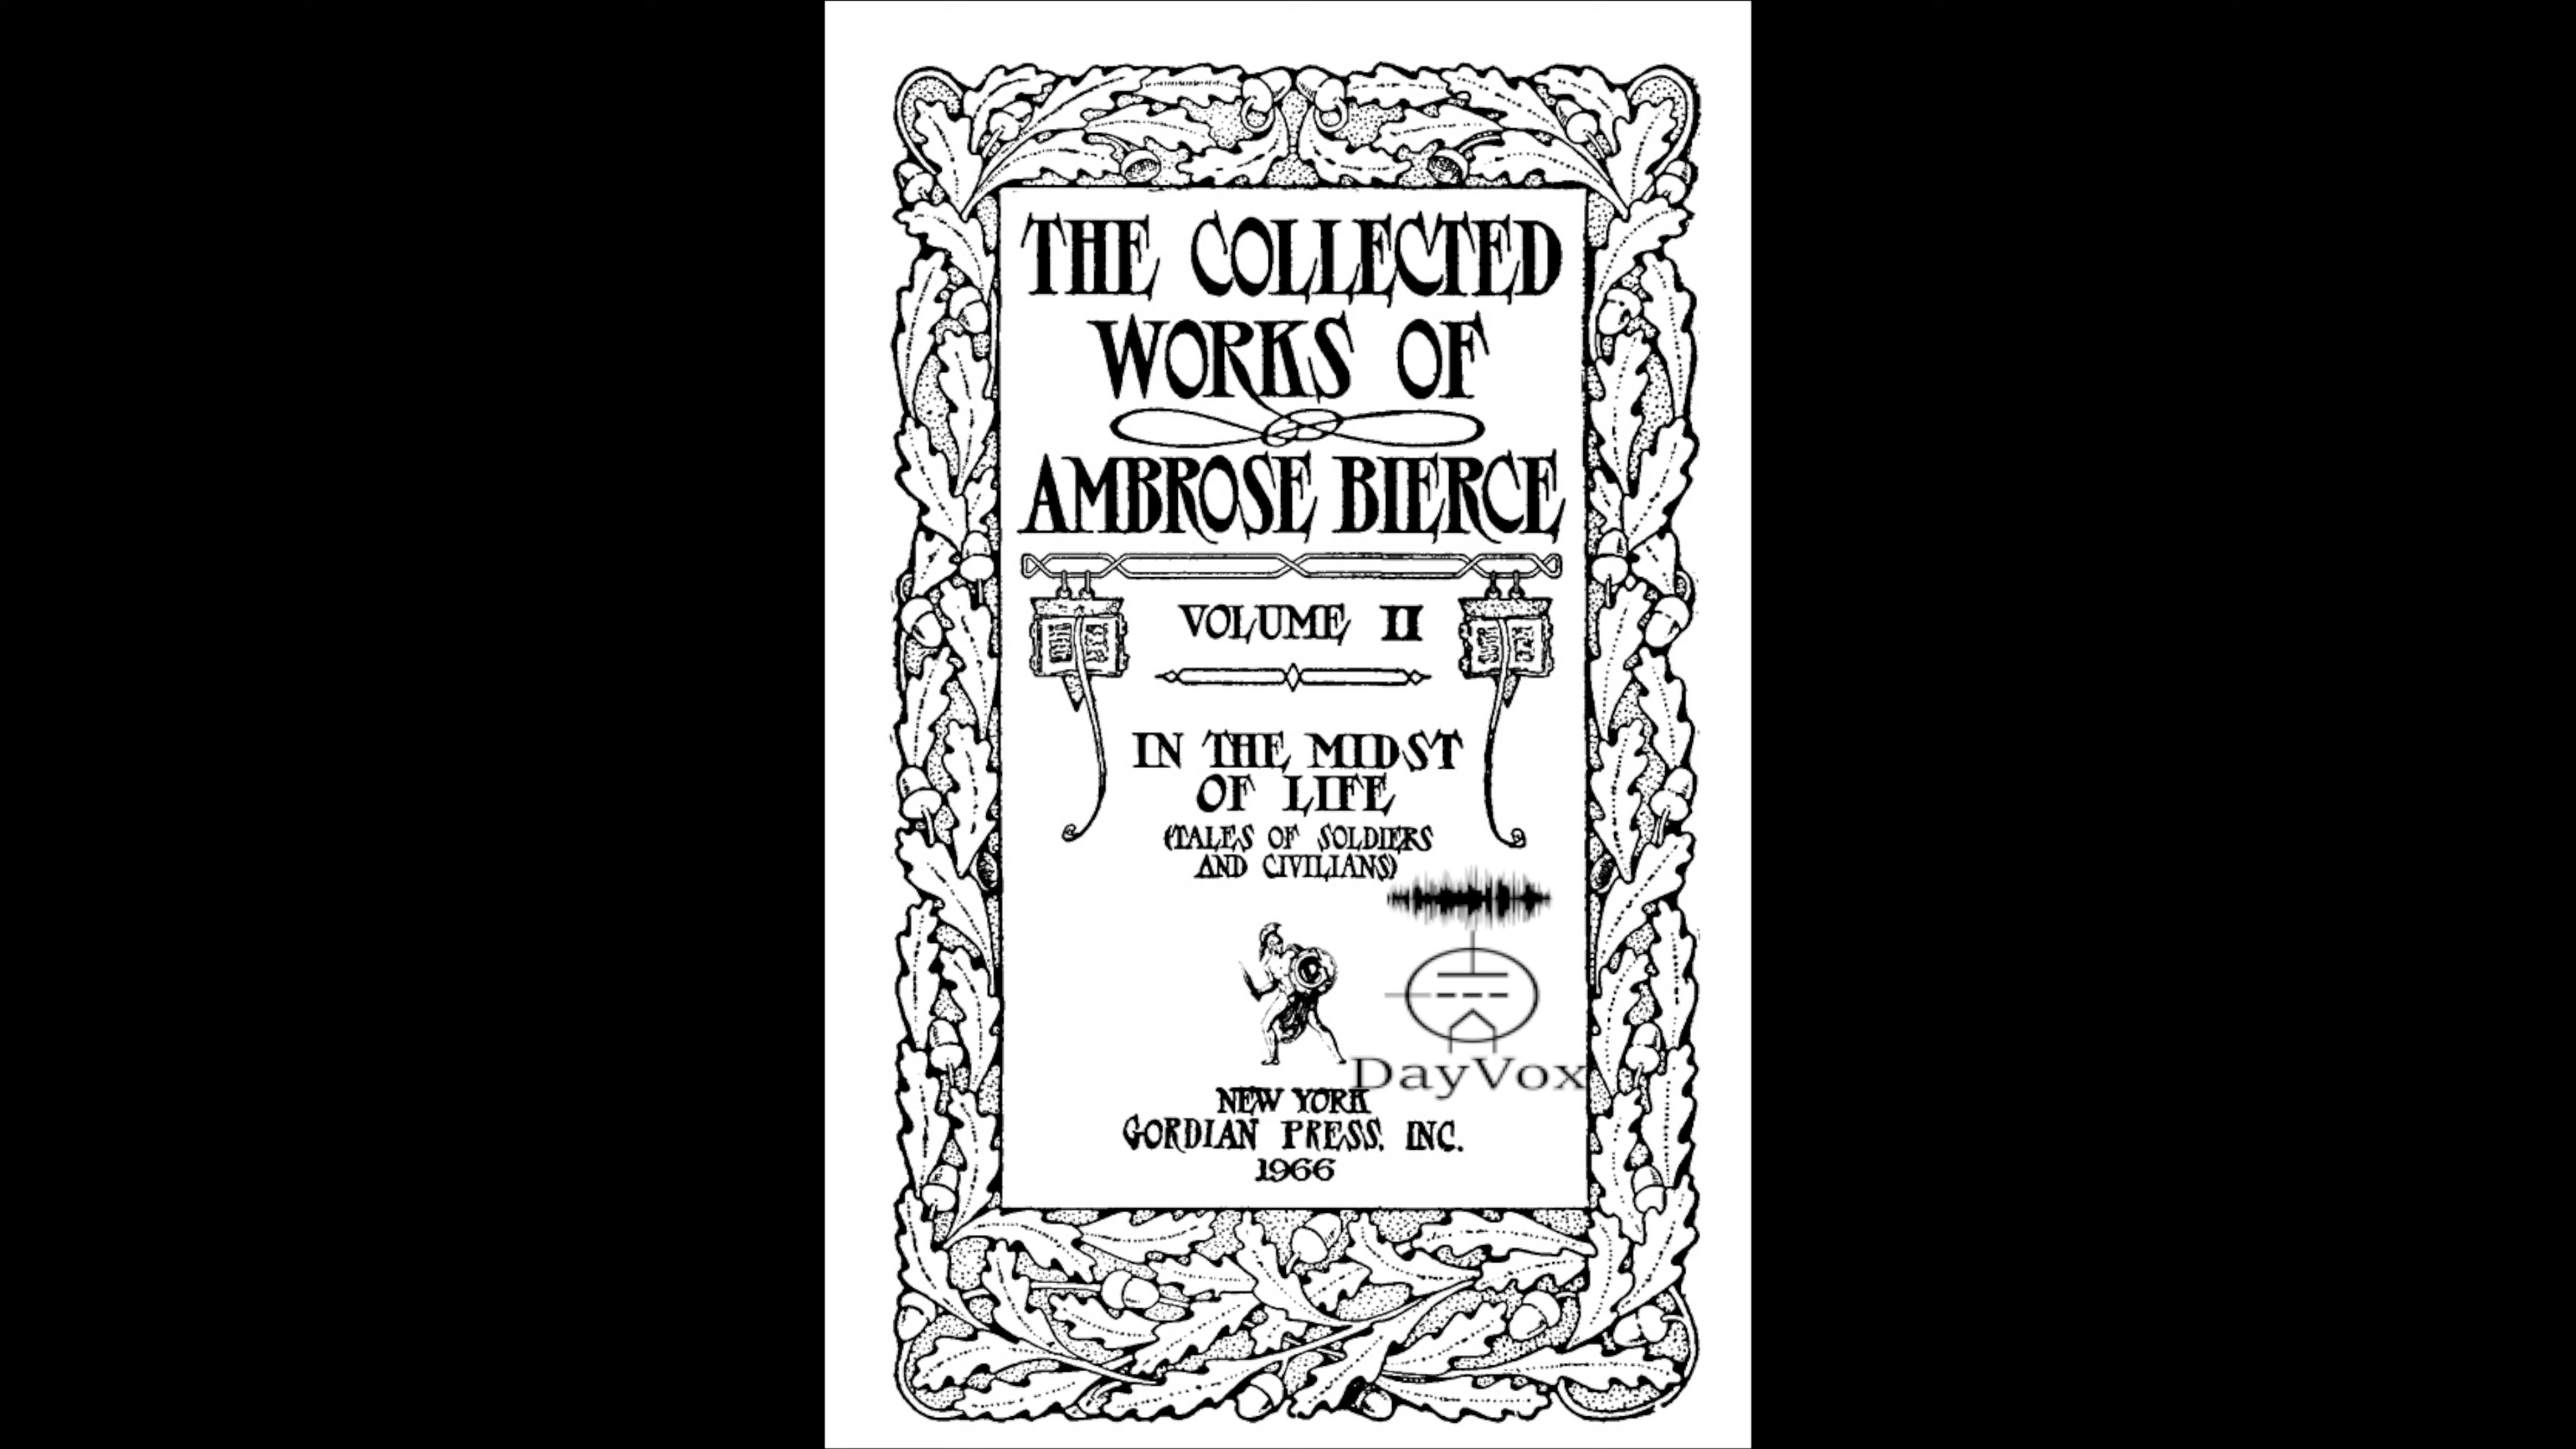 THE COLLECTED
WORKS OF
AMBROSE BIERCE
VOLUME II
IN THE MIDST
OF LIFE
(TALES OF SOLDIERS
AND CIVILIANS)
DayVox
NEW YORK
GORDIAN PRESS, INC.
1966